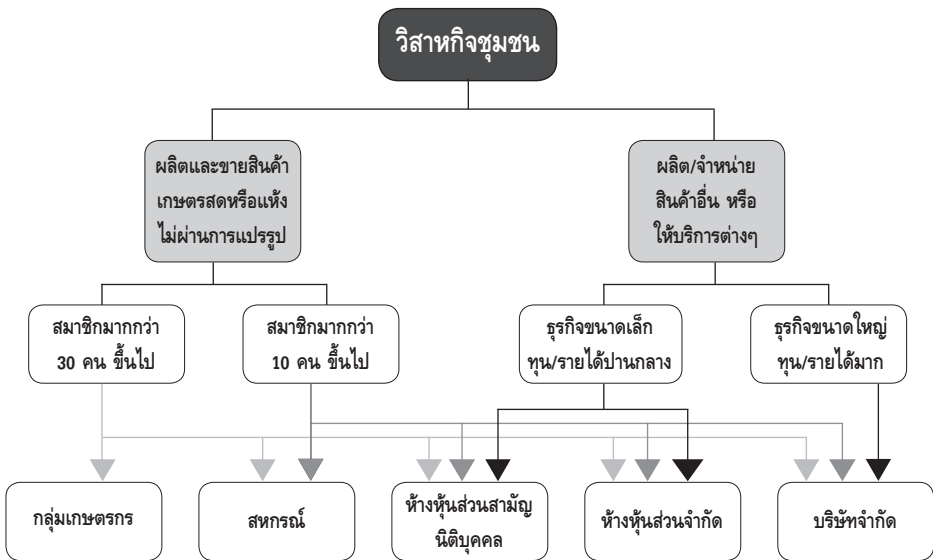 วิสาหกิจชุมชน
ผลิตและขายสินค้า
เกษตรสดหรือแห้ง
ไม่ผ่านการแปรรูป
ผลิต/จำหน่าย
สินค้าอื่น หรือ
ให้บริการต่างๆ
สมาชิกมากกว่า
30 คน ขึ้นไป
สมาชิกมากกว่า
10 คน ขึ้นไป
ธุรกิจขนาดเล็ก
ทุน/รายได้ปานกลาง
ธุรกิจขนาดใหญ่
ทุน/รายได้มาก
กลุ่มเกษตรกร
สหกรณ์
ห้างหุ้นส่วนสามัญ
นิติบุคคล
ห้างหุ้นส่วนจำกัด
บริษัทจำกัด